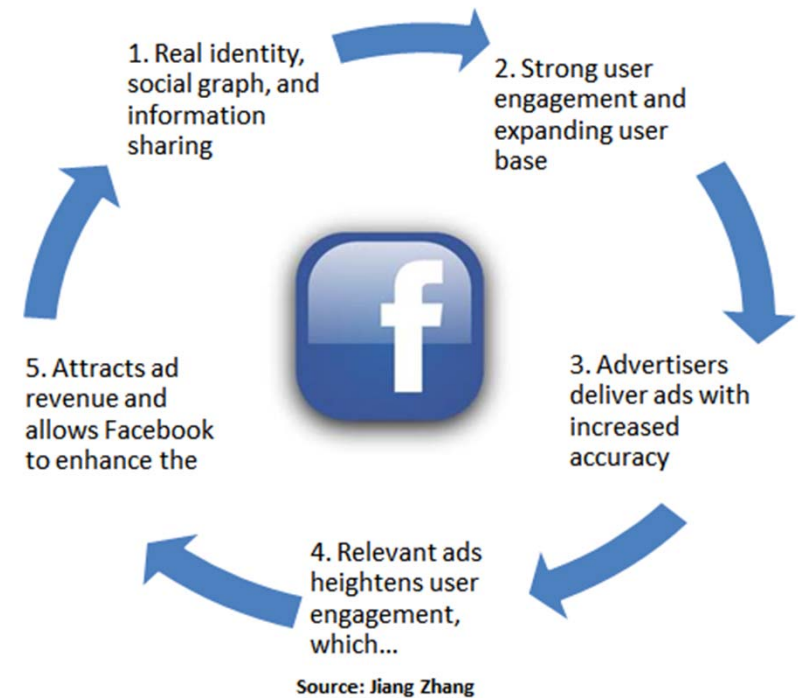 1. Real identity,
social graph, and
information
sharing
2. Strong user
engagement and
expanding user
base
3. Advertisers
deliver ads with
increased
accuracy
4. Relevant ads
heightens user
engagement,
which...
5. Attracts ad
revenue and
allows Facebook
to enhance the
f
Source: Jiang Zhang